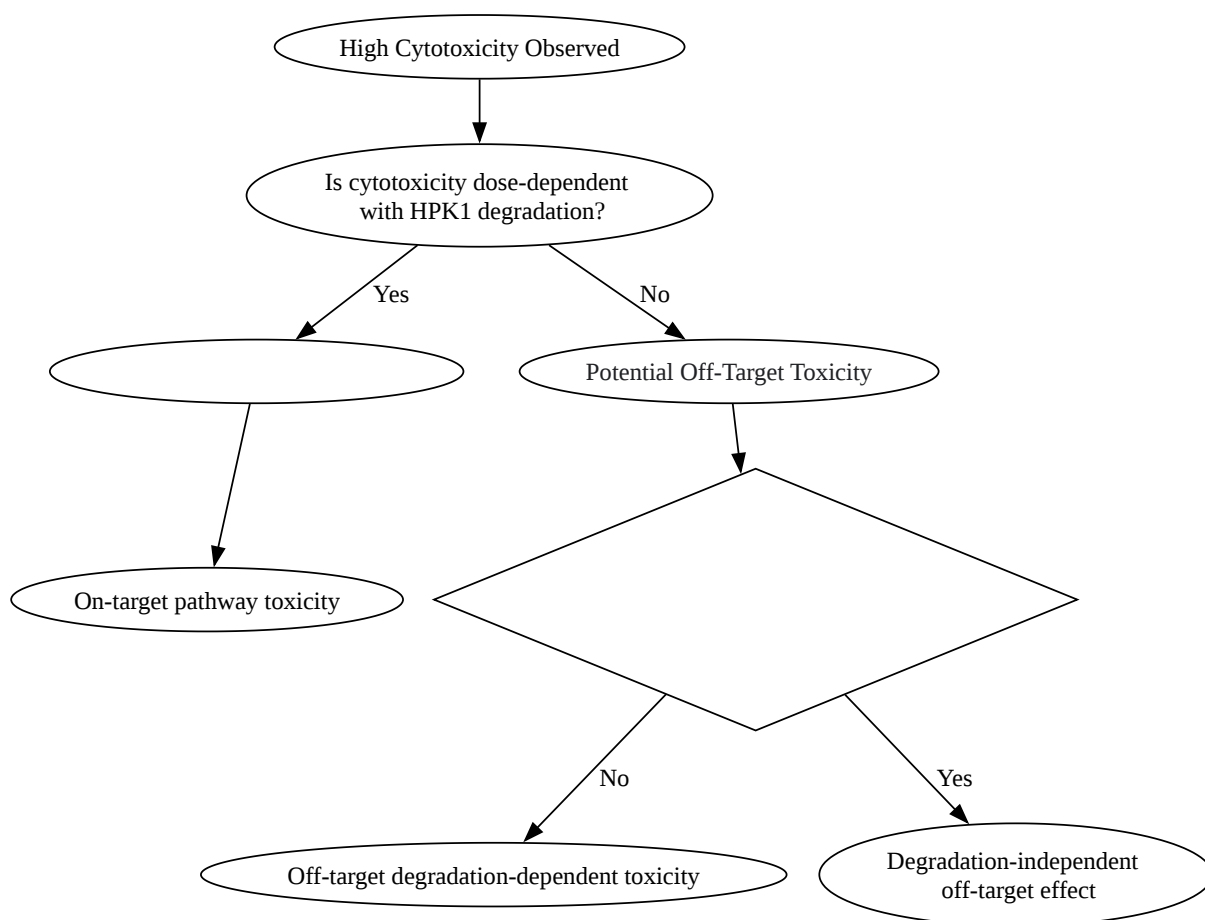 High Cytotoxicity Observed
Is cytotoxicity dose-dependent
with HPK1 degradation?
Yes
No
Potential Off-Target Toxicity
On-target pathway toxicity
No
Yes
Off-target degradation-dependent toxicity
Degradation-independent
off-target effect